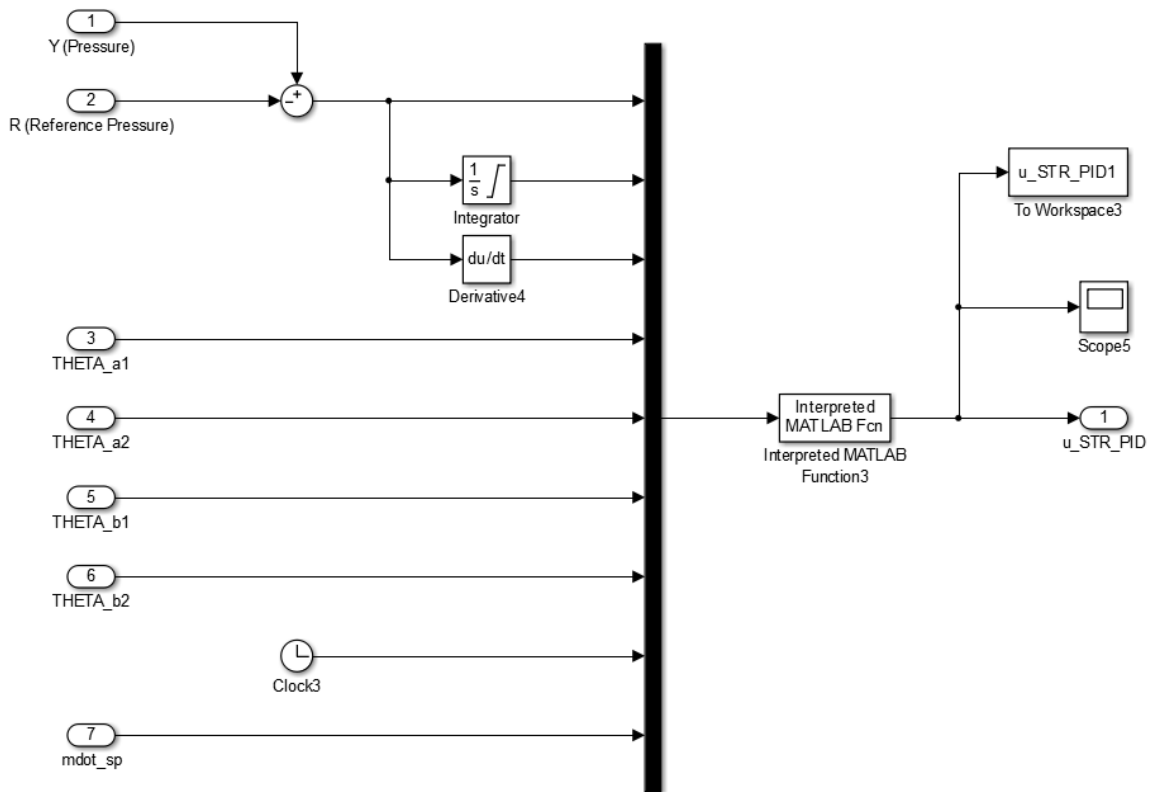 1
Y (Pressure)
2
R (Reference Pressure)
− +
1
s
Integrator
du/dt
Derivative4
3
THETA_a1
4
THETA_a2
5
THETA_b1
6
THETA_b2
Clock3
7
mdot_sp
Interpreted
MATLAB Fcn
Interpreted MATLAB
Function3
u_STR_PID1
To Workspace3
Scope5
1
u_STR_PID